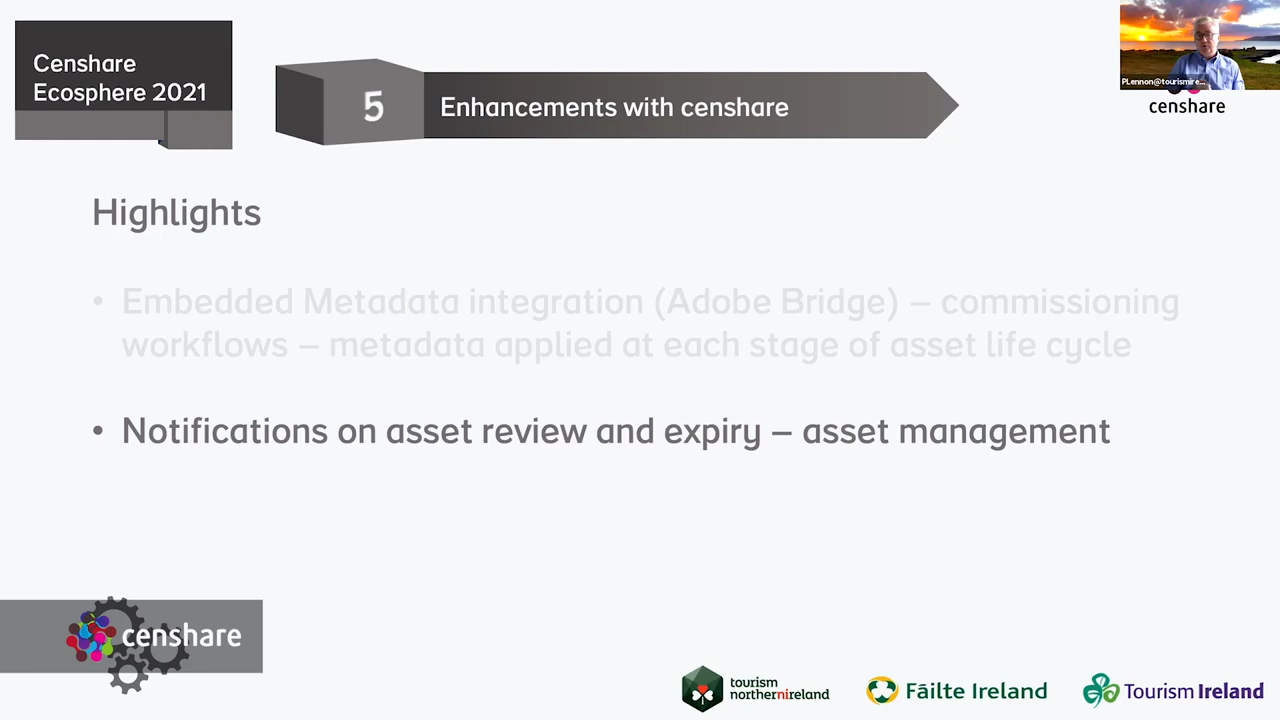 Censhare
Ecosphere 2021
5
Enhancements with censhare
PLennon@tourismire...
censhare
Highlights
• Embedded Metadata integration (Adobe Bridge) – commissioning
workflows – metadata applied at each stage of asset life cycle
• Notifications on asset review and expiry – asset management
censhare
tourism
northernireland
Fáilte Ireland
Tourism Ireland